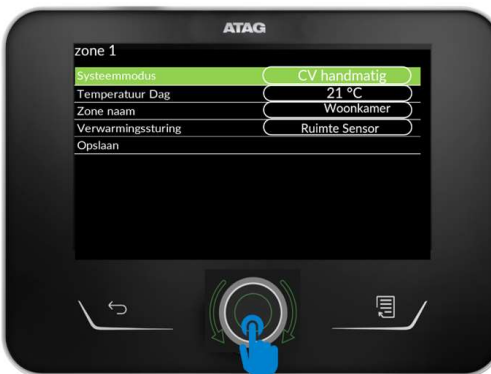 ATAG
zone 1
Systeemmodus CV handmatig
Temperatuur Dag 21 °C
Zone naam Woonkamer
Verwarmingssturing Ruimte Sensor
Opslaan